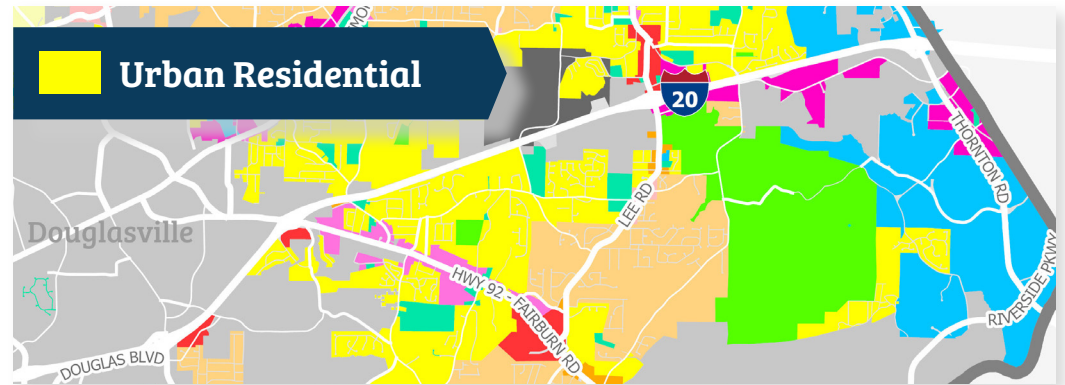 Urban Residential
20
THORNTON RD
LEE RD
Douglasville
HWY 92 - FAIRBURN RD
RIVERSIDE PKWY
DOUGLAS BLVD